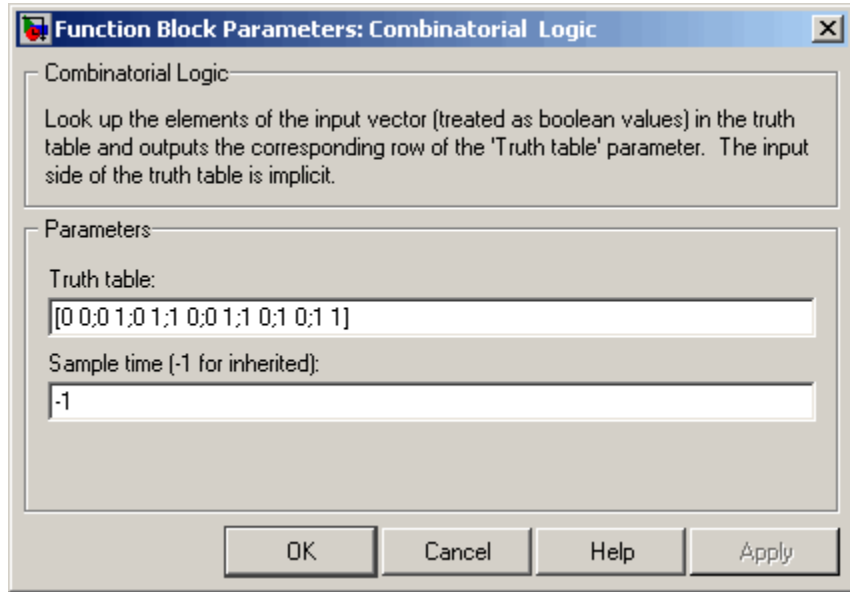 Function Block Parameters: Combinatorial Logic
Combinatorial Logic
Look up the elements of the input vector (treated as boolean values) in the truth
table and outputs the corresponding row of the 'Truth table' parameter. The input
side of the truth table is implicit.
Parameters
Truth table:
[0 0;0 1;0 1;1 0;0 1;1 0;1 0;1 1]
Sample time (-1 for inherited):
-1
OK Cancel Help Apply